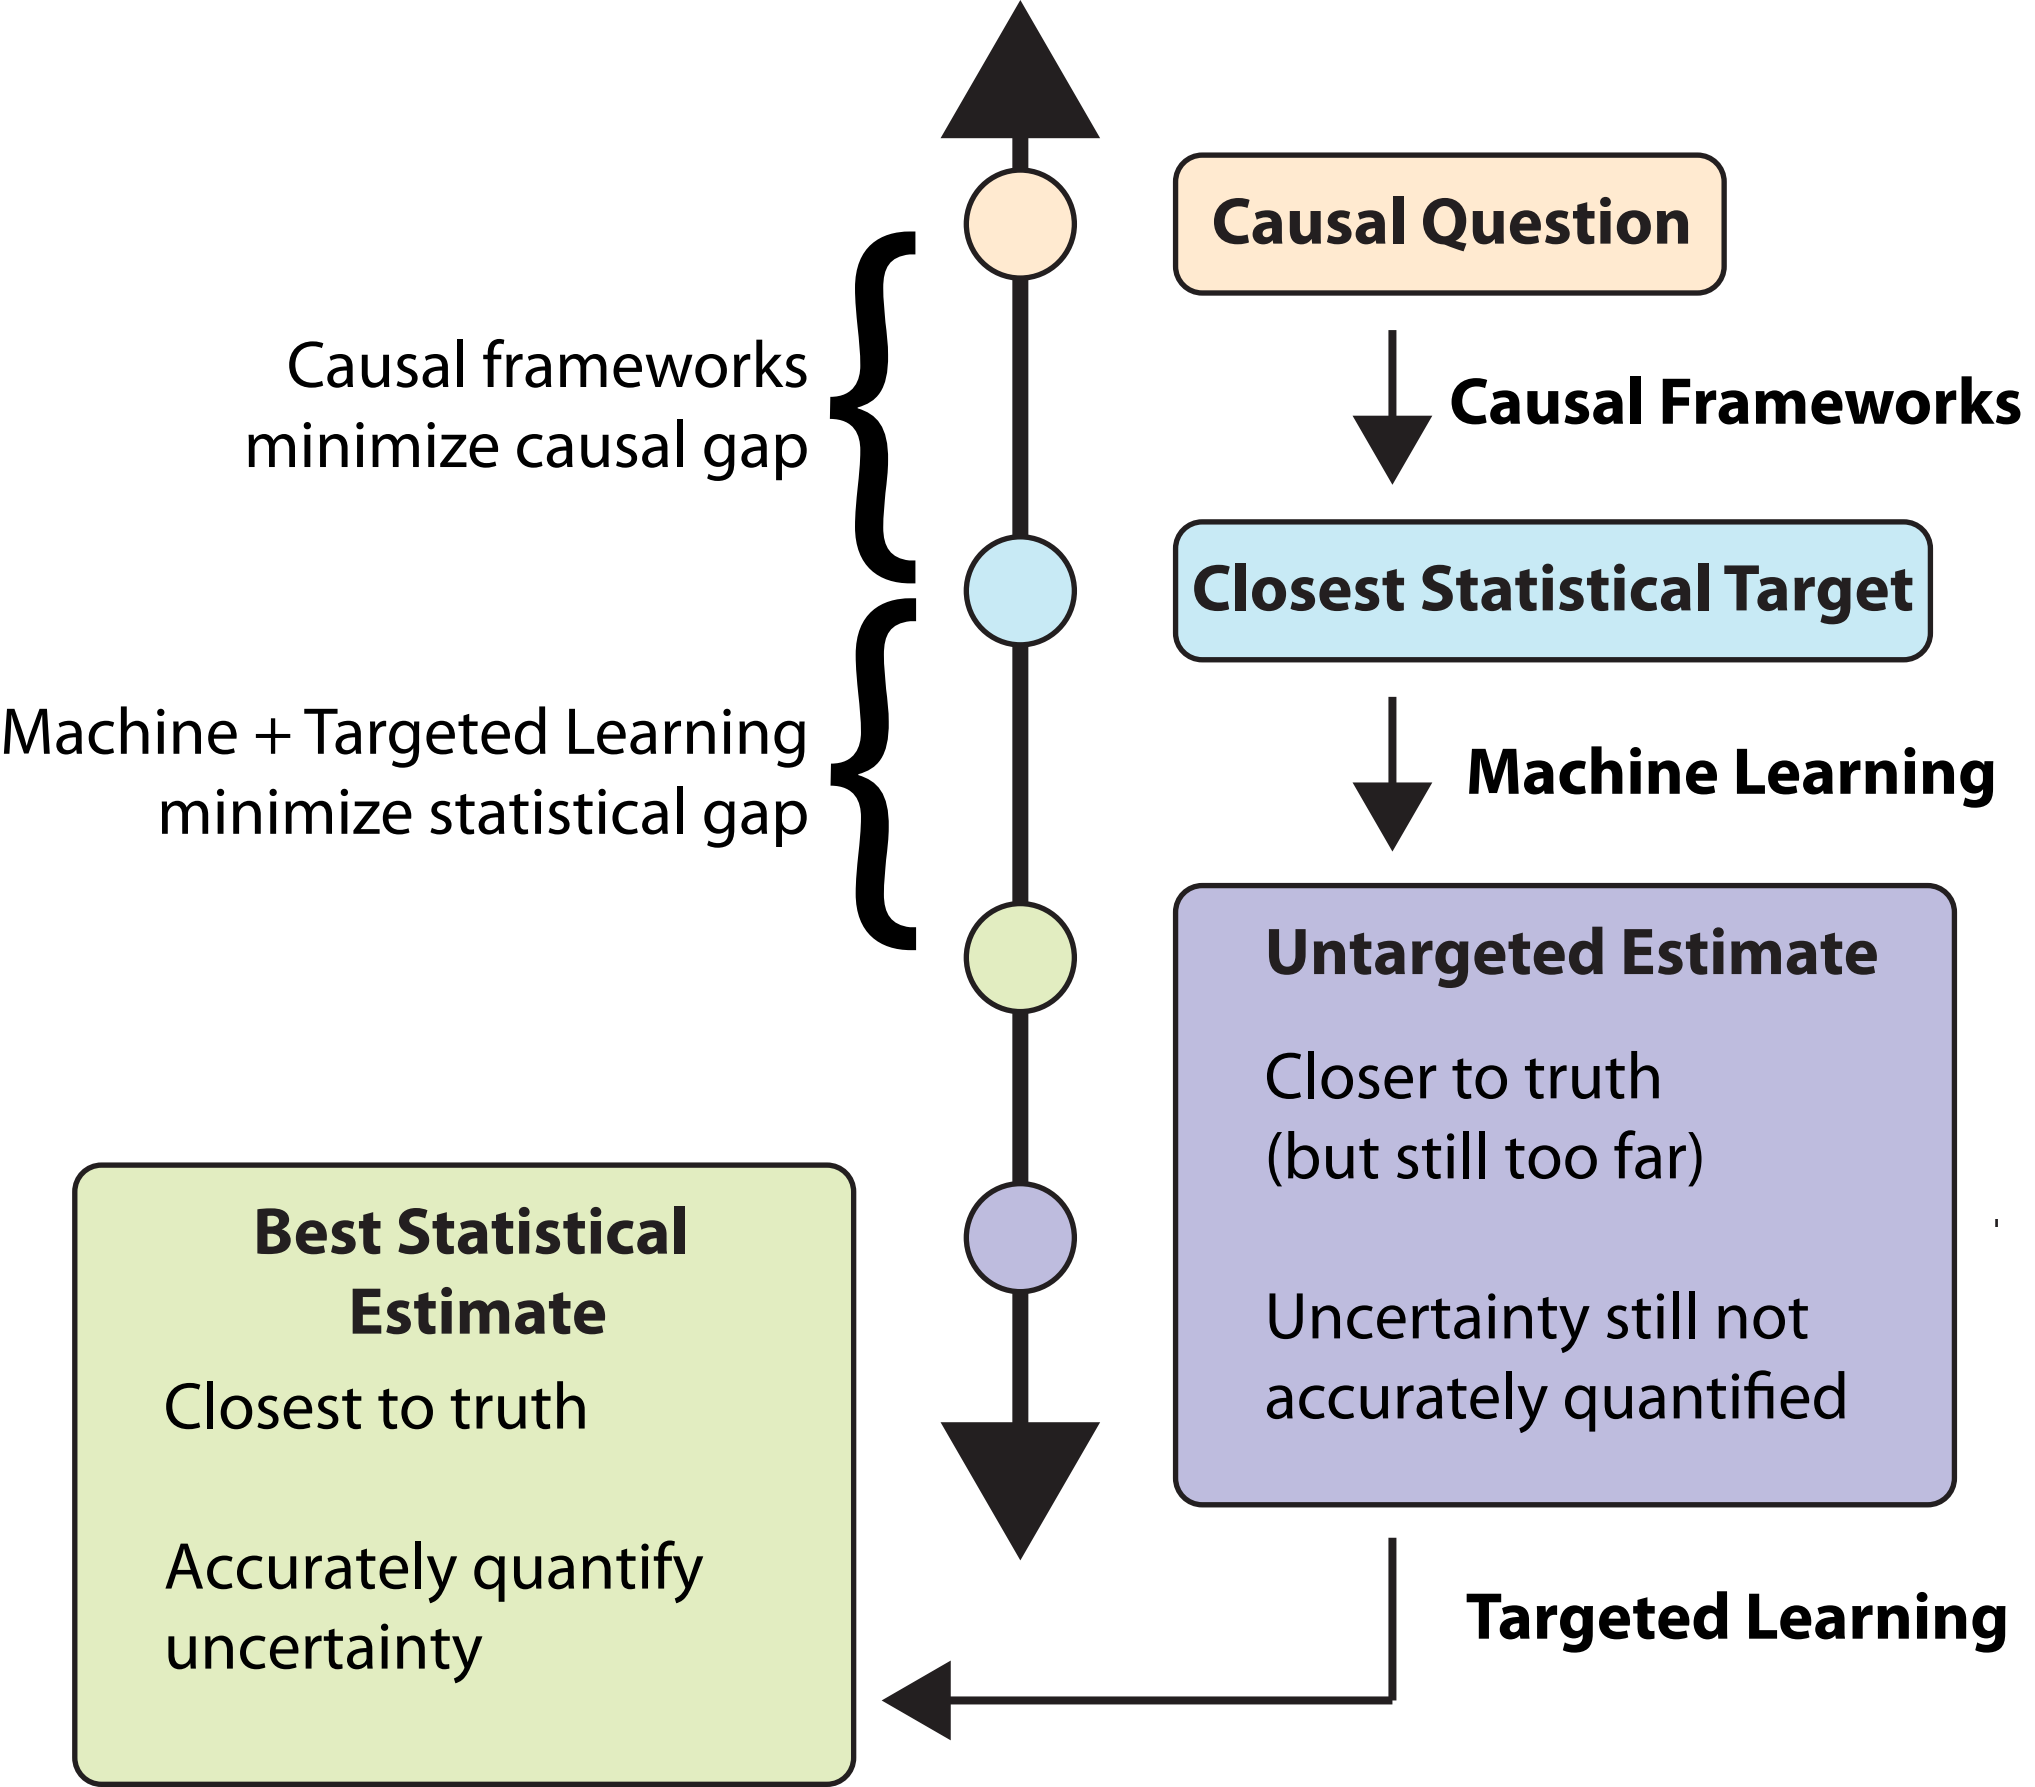 Causal Question
Causal frameworks
minimize causal gap
Causal Frameworks
Closest Statistical Target
Machine + Targeted Learning
minimize statistical gap
Machine Learning
Untargeted Estimate
Closer to truth
(but still too far)
Uncertainty still not
accurately quantified
Targeted Learning
Best Statistical
Estimate
Closest to truth
Accurately quantify
uncertainty